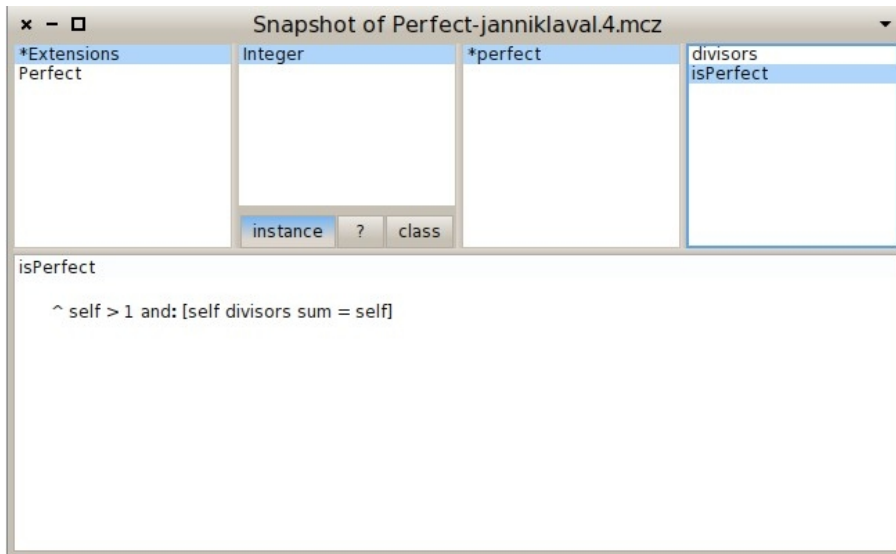 Snapshot of Perfect-janniklaval.4.mcz
*Extensions
Perfect
Integer
instance ? class
*perfect
divisors
isPerfect
isPerfect
^ self > 1 and: [self divisors sum = self]